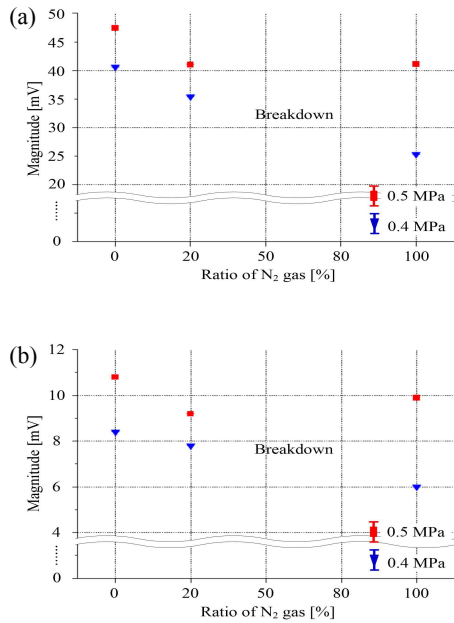 (a)
50
45
40
35
30
25
20
0
Magnitude [mV]
Breakdown
0.5 MPa
0.4 MPa
0 20 50 80 100
Ratio of N₂ gas [%]
(b)
12
10
8
6
4
0
Magnitude [mV]
Breakdown
0.5 MPa
0.4 MPa
0 20 50 80 100
Ratio of N₂ gas [%]